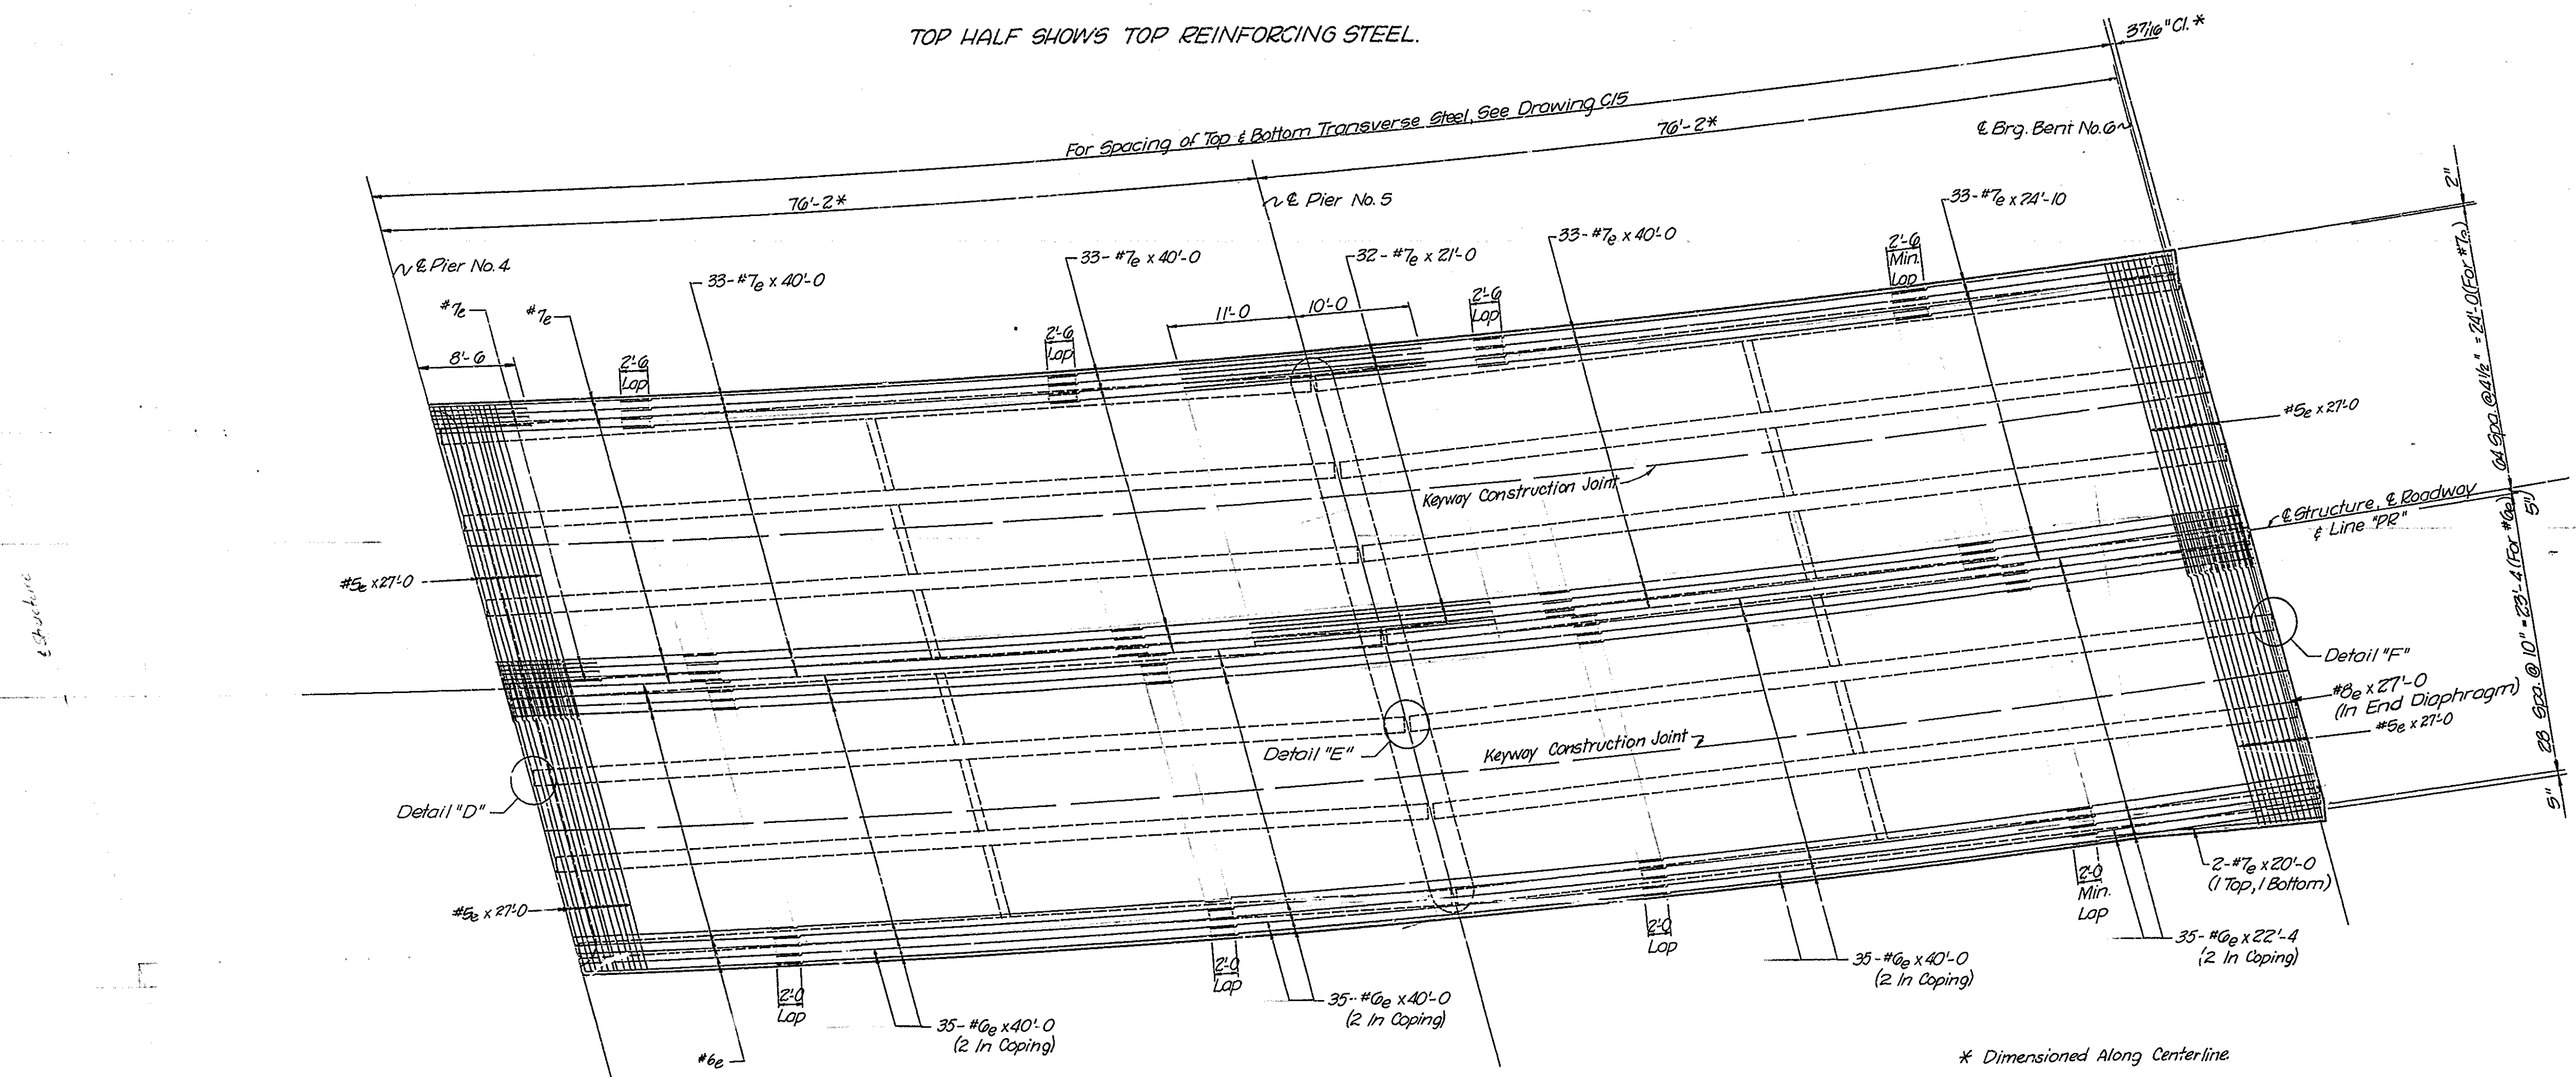 TOP HALF SHOWS TOP REINFORCING STEEL.
3 7/16" Cl. *
For Spacing of Top & Bottom Transverse Steel, See Drawing C15
76'-2*
76'-2*
℄ Brg. Bent No. 6
℄ Pier No. 5
℄ Pier No. 4
33-#7e x 24'-10
33-#7e x 40'-0
33-#7e x 40'-0
32-#7e x 21'-0
33-#7e x 40'-0
#7e
#7e
8'-6
2'-6
Lap
2'-6
Lap
11'-0
10'-0
2'-6
Lap
2'-6
Min.
Lap
2"
64 Spa. @ 4½" = 24'-0 (For #7e)
#5e x 27'-0
Keyway Construction Joint
℄ Structure, ℄ Roadway
& Line "PR"
5"
28 Spa. @ 10" = 23'-4 (For #6e)
5"
#5e x 27'-0
℄ Structure
Detail "F"
#8e x 27'-0
(In End Diaphragm)
#5e x 27'-0
Detail "E"
Keyway Construction Joint
Detail "D"
#5e x 27'-0
2-#7e x 20'-0
(1 Top, 1 Bottom)
2'-0
Min.
Lap
35-#6e x 22'-4
(2 In Coping)
2'-0
Lap
35-#6e x 40'-0
(2 In Coping)
2'-0
Lap
35-#6e x 40'-0
(2 In Coping)
2'-0
Lap
35-#6e x 40'-0
(2 In Coping)
#6e
* Dimensioned Along Centerline.